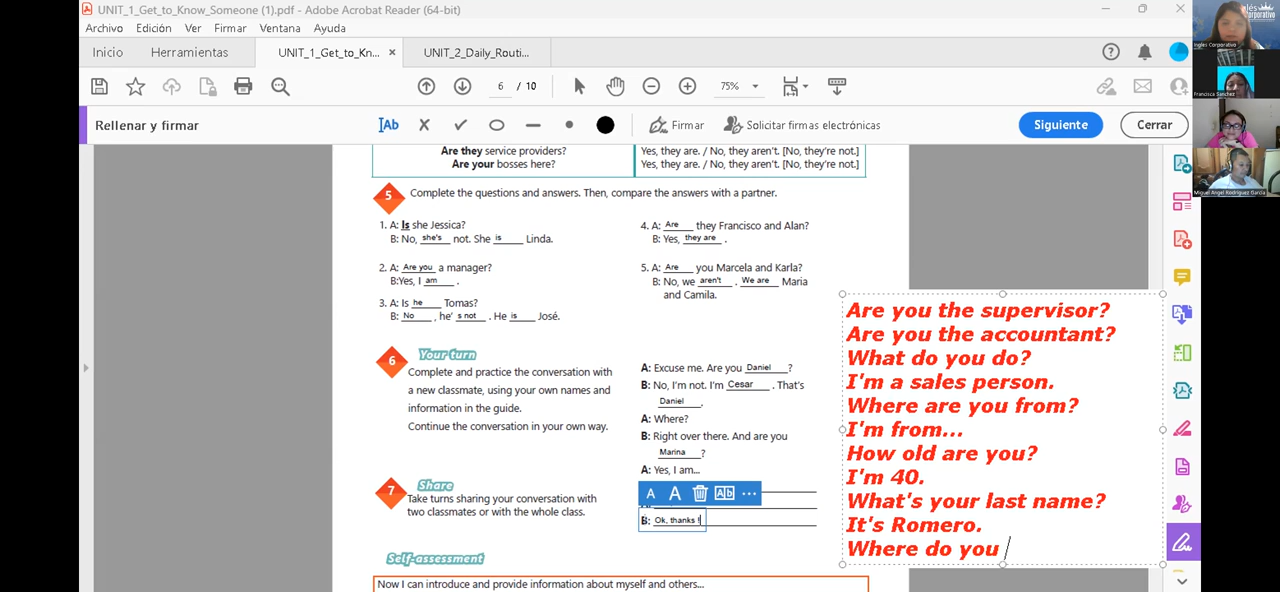 UNIT_1_Get_to_Know_Someone (1).pdf - Adobe Acrobat Reader (64-bit)
Archivo Edición Ver Firmar Ventana Ayuda
Inicio Herramientas UNIT_1_Get_to_Kn... × UNIT_2_Daily_Routi...
6 / 10 75%
Rellenar y firmar Ab Firmar Solicitar firmas electrónicas Siguiente Cerrar
Are they service providers? Yes, they are. / No, they aren't. [No, they're not.]
Are your bosses here? Yes, they are. / No, they aren't. [No, they're not.]
5 Complete the questions and answers. Then, compare the answers with a partner.
1. A: Is she Jessica?
B: No, she's not. She is Linda.
2. A: Are you a manager?
B:Yes, I am .
3. A: Is he Tomas?
B: No , he' s not . He is José.
4. A: Are they Francisco and Alan?
B: Yes, they are .
5. A: Are you Marcela and Karla?
B: No, we aren't . We are Maria
and Camila.
6 Your turn
Complete and practice the conversation with
a new classmate, using your own names and
information in the guide.
Continue the conversation in your own way.
A: Excuse me. Are you Daniel ?
B: No, I'm not. I'm Cesar . That's
Daniel .
A: Where?
B: Right over there. And are you
Marina ?
A: Yes, I am...
7 Share
Take turns sharing your conversation with
two classmates or with the whole class.
A A Ab ...
B: Ok, thanks !
Self-assessment
Now I can introduce and provide information about myself and others...
Are you the supervisor?
Are you the accountant?
What do you do?
I'm a sales person.
Where are you from?
I'm from...
How old are you?
I'm 40.
What's your last name?
It's Romero.
Where do you
Ingles Corporativo
Francisca Sanchez
Miguel Angel Rodriguez Garcia